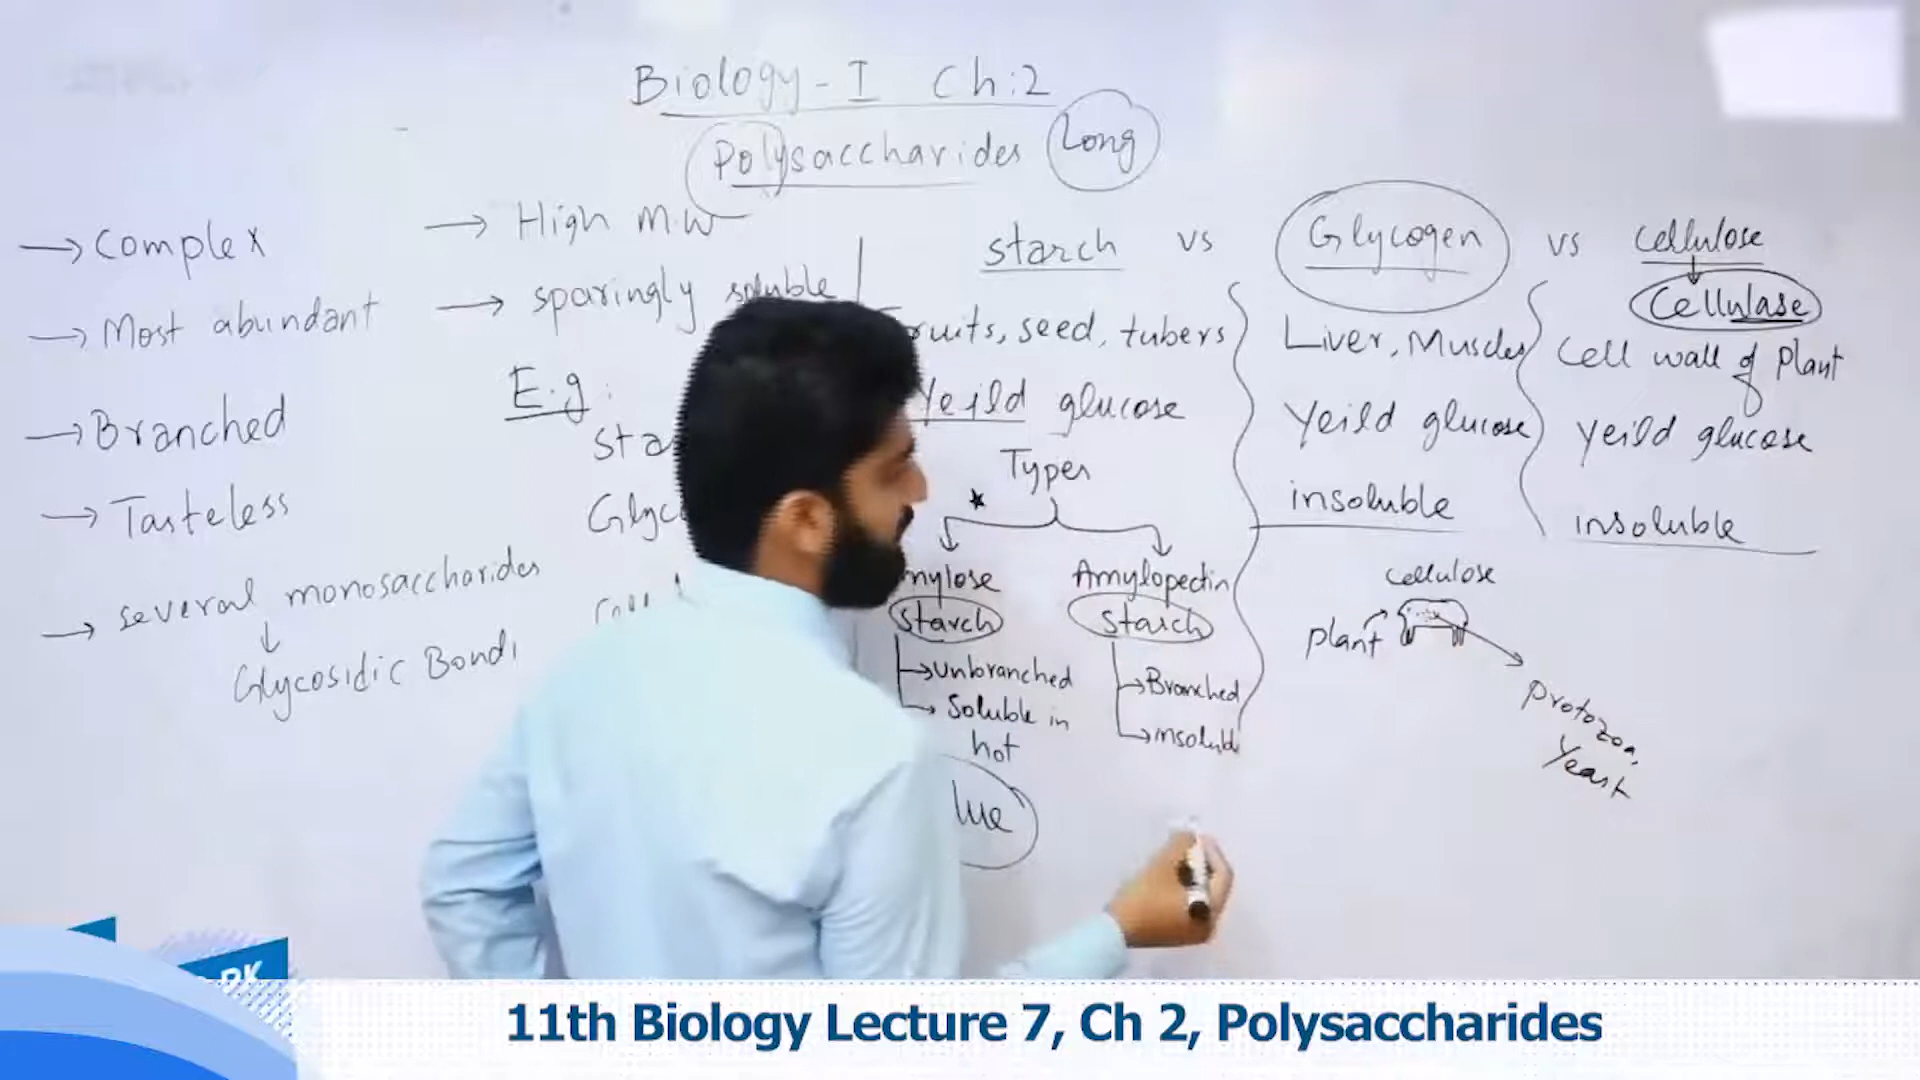 Biology - I Ch:2
Polysaccharides Long
→ Complex
→ Most abundant
→ Branched
→ Tasteless
→ several monosaccharides
↓
Glycosidic Bond
→ High m.w
→ sparingly soluble
E.g:
starch vs Glycogen vs cellulose
Cellulase
seed, tubers
Yeild glucose
Types
starch
→ unbranched
→ Soluble in
hot
Amylopectin
starch
→ Branched
→ insoluble
Liver, Muscles
Yeild glucose
insoluble
cell wall of Plant
Yeild glucose
insoluble
cellulose
plant
protozoa,
Yeast
11th Biology Lecture 7, Ch 2, Polysaccharides